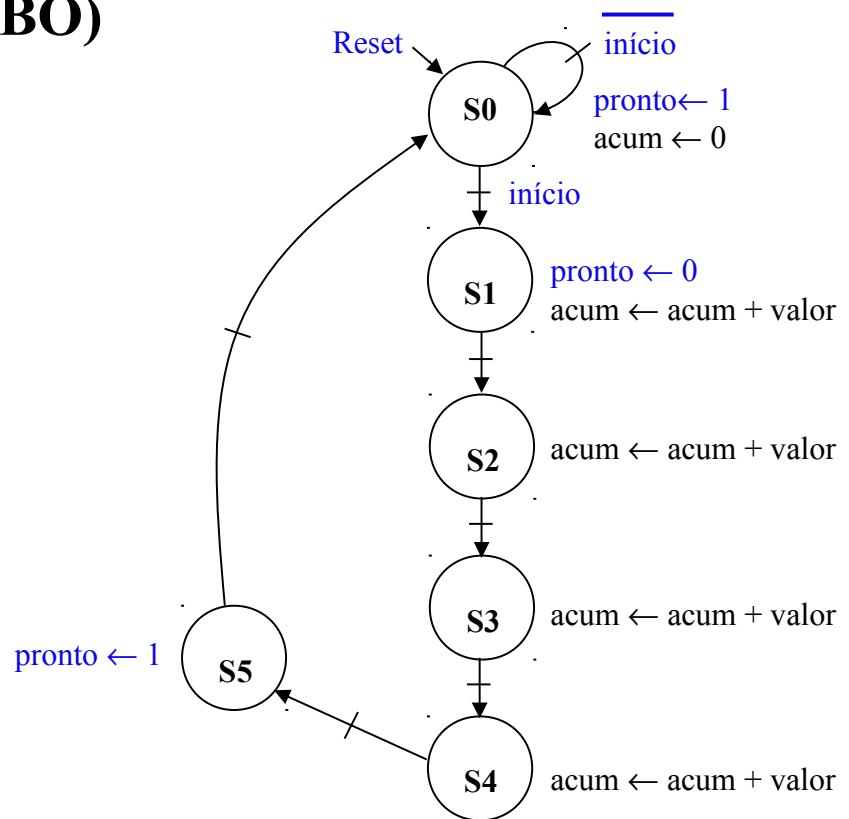 BO)
Reset
início
S0
pronto← 1
acum ← 0
início
S1
pronto ← 0
acum ← acum + valor
S2
acum ← acum + valor
S3
acum ← acum + valor
pronto ← 1
S5
S4
acum ← acum + valor